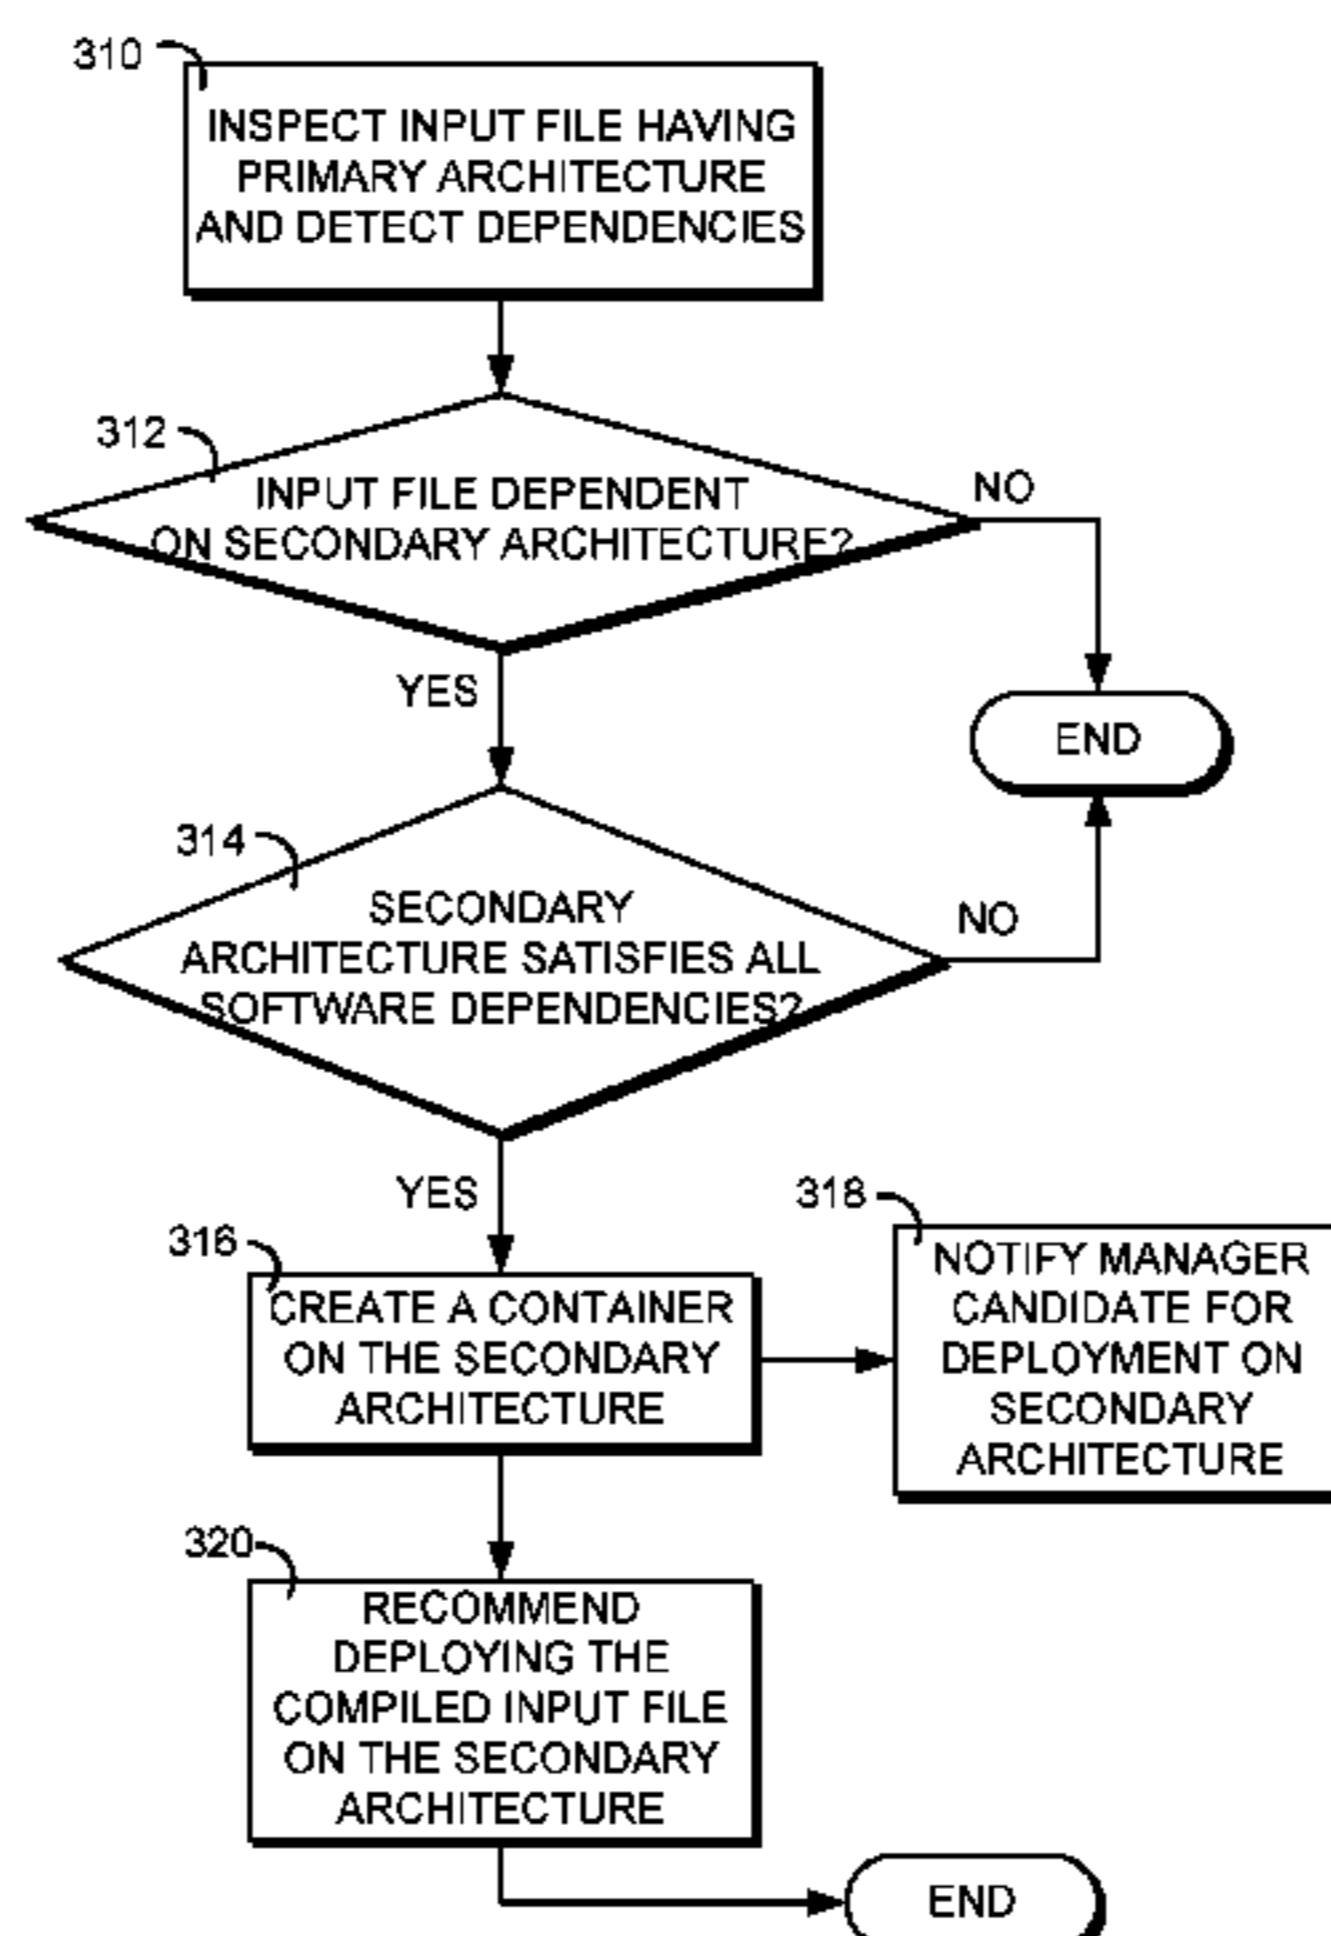 310
INSPECT INPUT FILE HAVING
PRIMARY ARCHITECTURE
AND DETECT DEPENDENCIES
312
INPUT FILE DEPENDENT
ON SECONDARY ARCHITECTURE?
NO
YES
END
314
SECONDARY
ARCHITECTURE SATISFIES ALL
SOFTWARE DEPENDENCIES?
NO
YES
316
CREATE A CONTAINER
ON THE SECONDARY
ARCHITECTURE
318
NOTIFY MANAGER
CANDIDATE FOR
DEPLOYMENT ON
SECONDARY
ARCHITECTURE
320
RECOMMEND
DEPLOYING THE
COMPILED INPUT FILE
ON THE SECONDARY
ARCHITECTURE
END